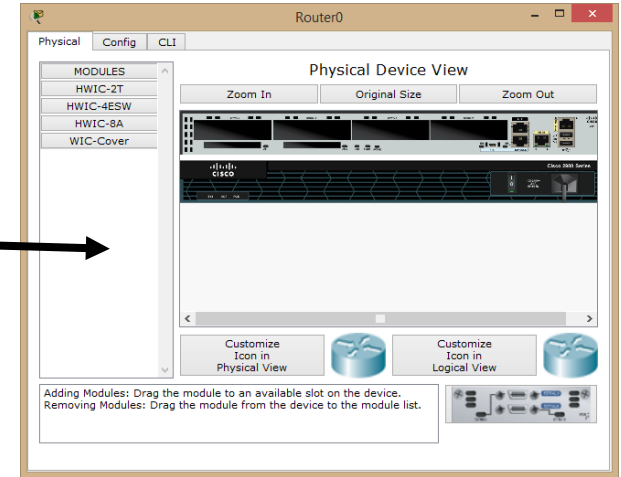 Router0
Physical Config CLI
MODULES
HWIC-2T
HWIC-4ESW
HWIC-8A
WIC-Cover
Physical Device View
Zoom In Original Size Zoom Out
CISCO
Cisco 2900 Series
Customize
Icon in
Physical View
Customize
Icon in
Logical View
Adding Modules: Drag the module to an available slot on the device.
Removing Modules: Drag the module from the device to the module list.